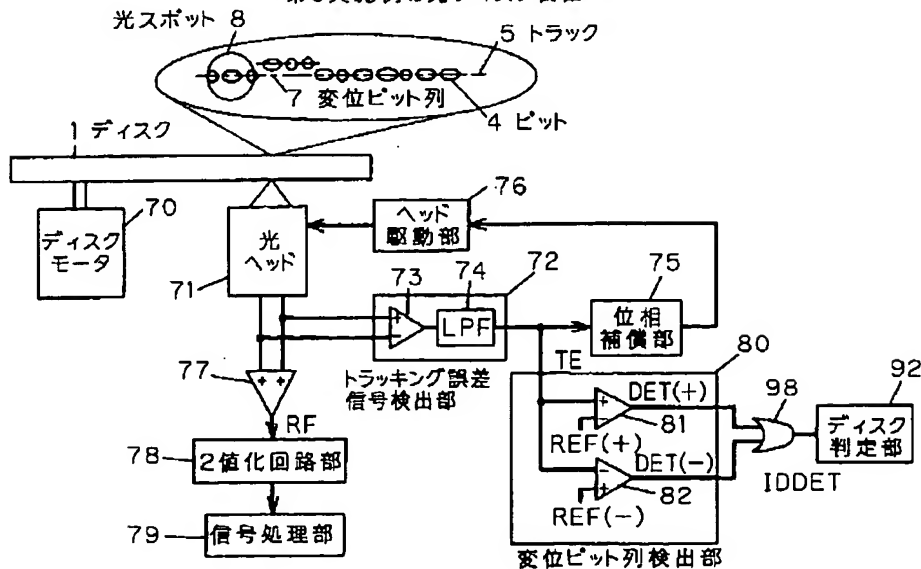 光スポット 8
5 トラック
7 変位ピット列
4 ピット
1 ディスク
70
ディスク
モータ
光
ヘッド
71
76
ヘッド
駆動部
72
73
74
LPF
75
位相
補償部
トラッキング誤差
信号検出部
TE
80
77
RF
DET(+)
81
REF(+)
DET(-)
82
REF(-)
98
92
ディスク
判定部
IDDET
78
2値化回路部
79
信号処理部
変位ピット列検出部